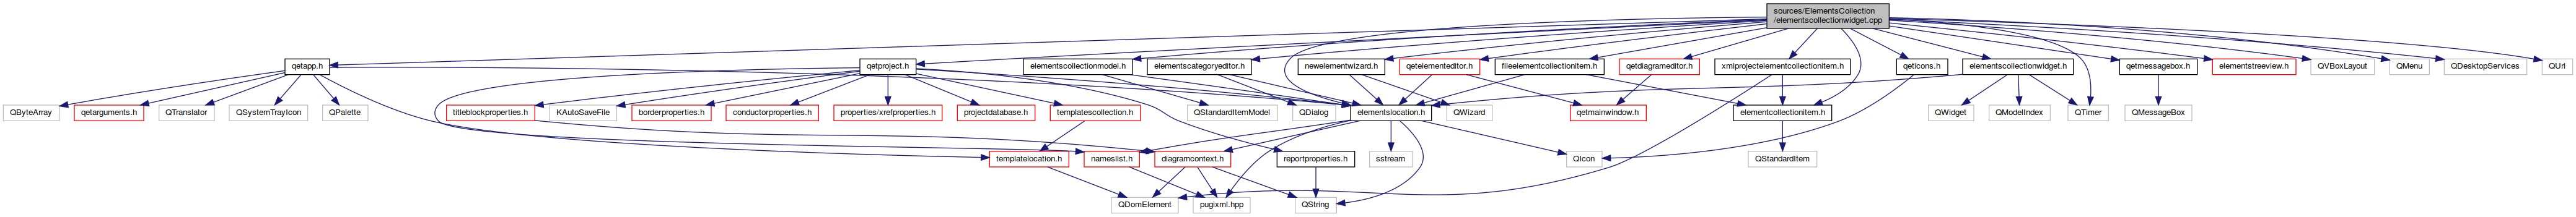 sources/ElementsCollection
/elementscollectionwidget.cpp
qetapp.h
qetproject.h
elementscollectionmodel.h
elementscategoryeditor.h
newelementwizard.h
qetelementeditor.h
fileelementcollectionitem.h
qetdiagrameditor.h
xmlprojectelementcollectionitem.h
qeticons.h
elementscollectionwidget.h
qetmessagebox.h
elementstreeview.h
QVBoxLayout
QMenu
QDesktopServices
QUrl
QByteArray
qetarguments.h
QTranslator
QSystemTrayIcon
QPalette
titleblockproperties.h
KAutoSaveFile
borderproperties.h
conductorproperties.h
properties/xrefproperties.h
projectdatabase.h
templatescollection.h
QStandardItemModel
QDialog
elementslocation.h
QWizard
qetmainwindow.h
elementcollectionitem.h
QWidget
QModelIndex
QTimer
QMessageBox
templatelocation.h
nameslist.h
diagramcontext.h
reportproperties.h
sstream
QIcon
QStandardItem
QDomElement
pugixml.hpp
QString